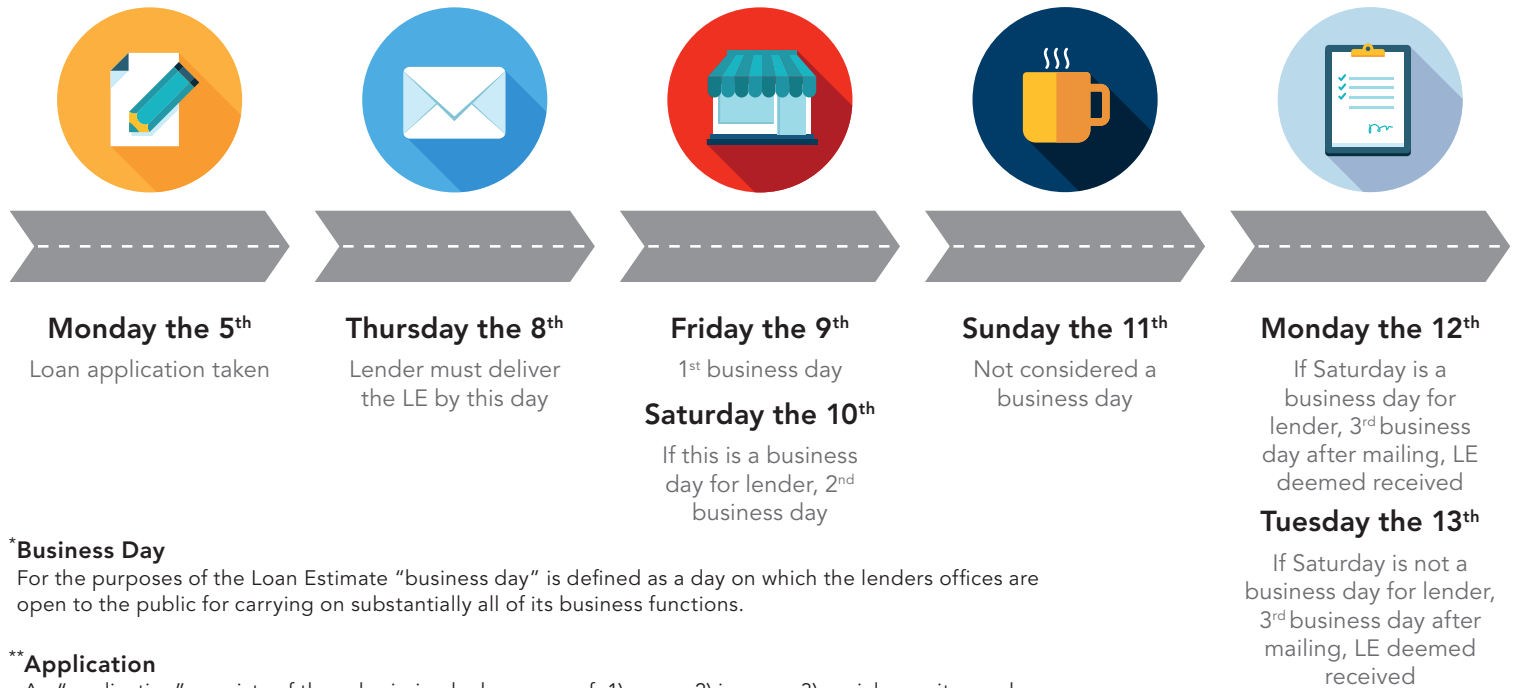 Monday the 5th
Loan application taken
Thursday the 8th
Lender must deliver
the LE by this day
Friday the 9th
1st business day
Saturday the 10th
If this is a business
day for lender, 2nd
business day
Sunday the 11th
Not considered a
business day
Monday the 12th
If Saturday is a
business day for
lender, 3rd business
day after mailing, LE
deemed received
Tuesday the 13th
If Saturday is not a
business day for lender,
3rd business day after
mailing, LE deemed
received
*Business Day
For the purposes of the Loan Estimate “business day” is defined as a day on which the lenders offices are
open to the public for carrying on substantially all of its business functions.
**Application